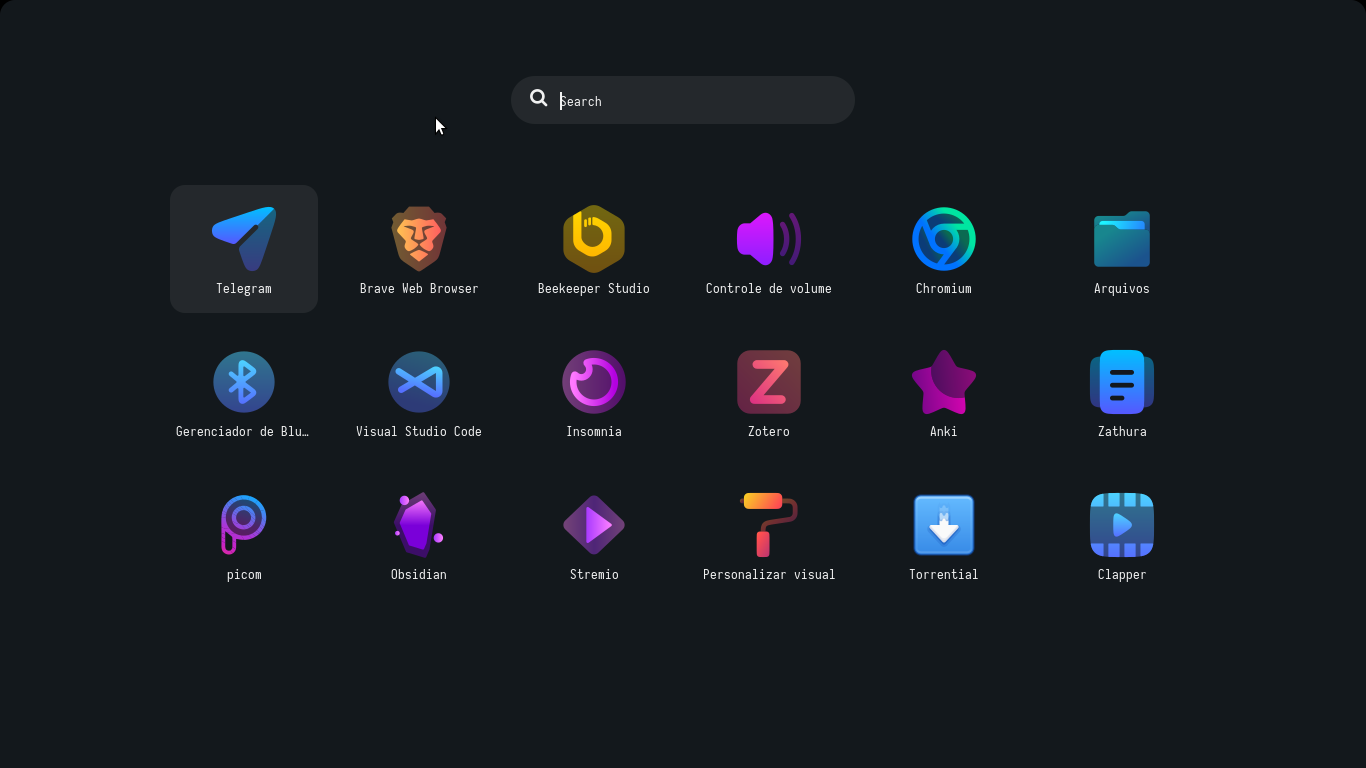 Search
Telegram
Brave Web Browser
Beekeeper Studio
Controle de volume
Chromium
Arquivos
Gerenciador de Blu…
Visual Studio Code
Insomnia
Zotero
Anki
Zathura
picom
Obsidian
Stremio
Personalizar visual
Torrential
Clapper